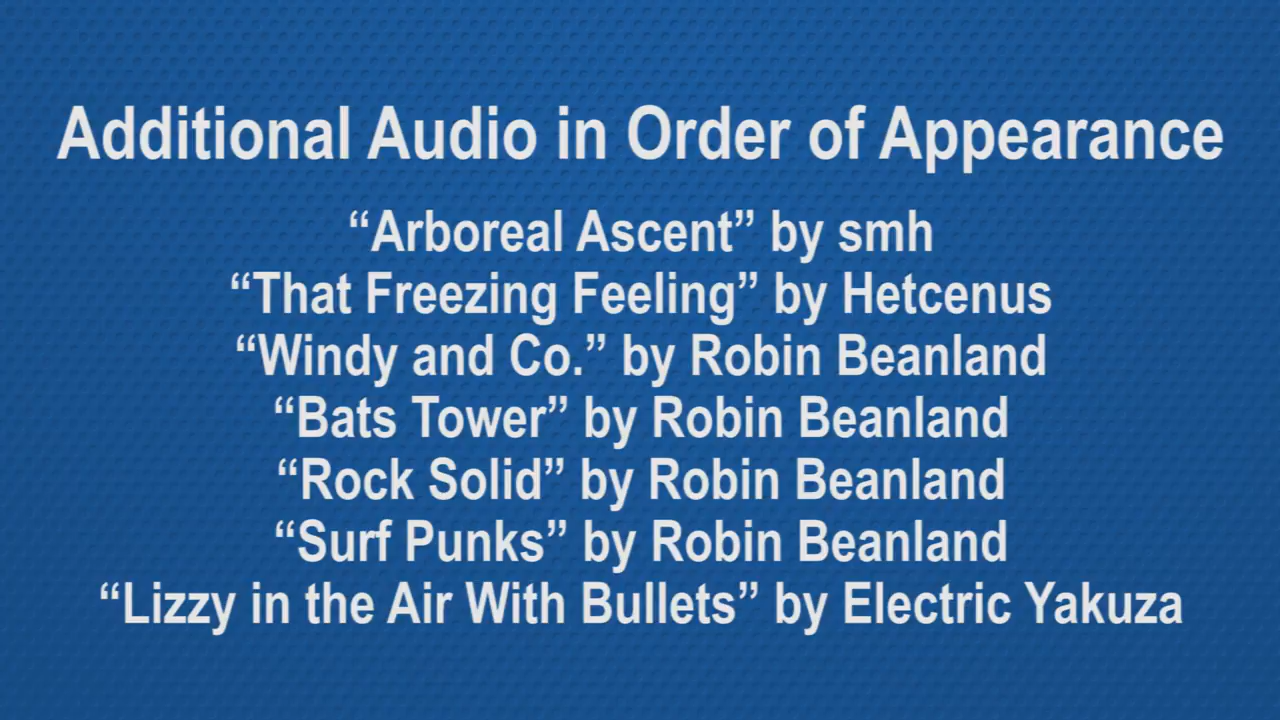 Additional Audio in Order of Appearance
“Arboreal Ascent” by smh
“That Freezing Feeling” by Hetcenus
“Windy and Co.” by Robin Beanland
“Bats Tower” by Robin Beanland
“Rock Solid” by Robin Beanland
“Surf Punks” by Robin Beanland
“Lizzy in the Air With Bullets” by Electric Yakuza